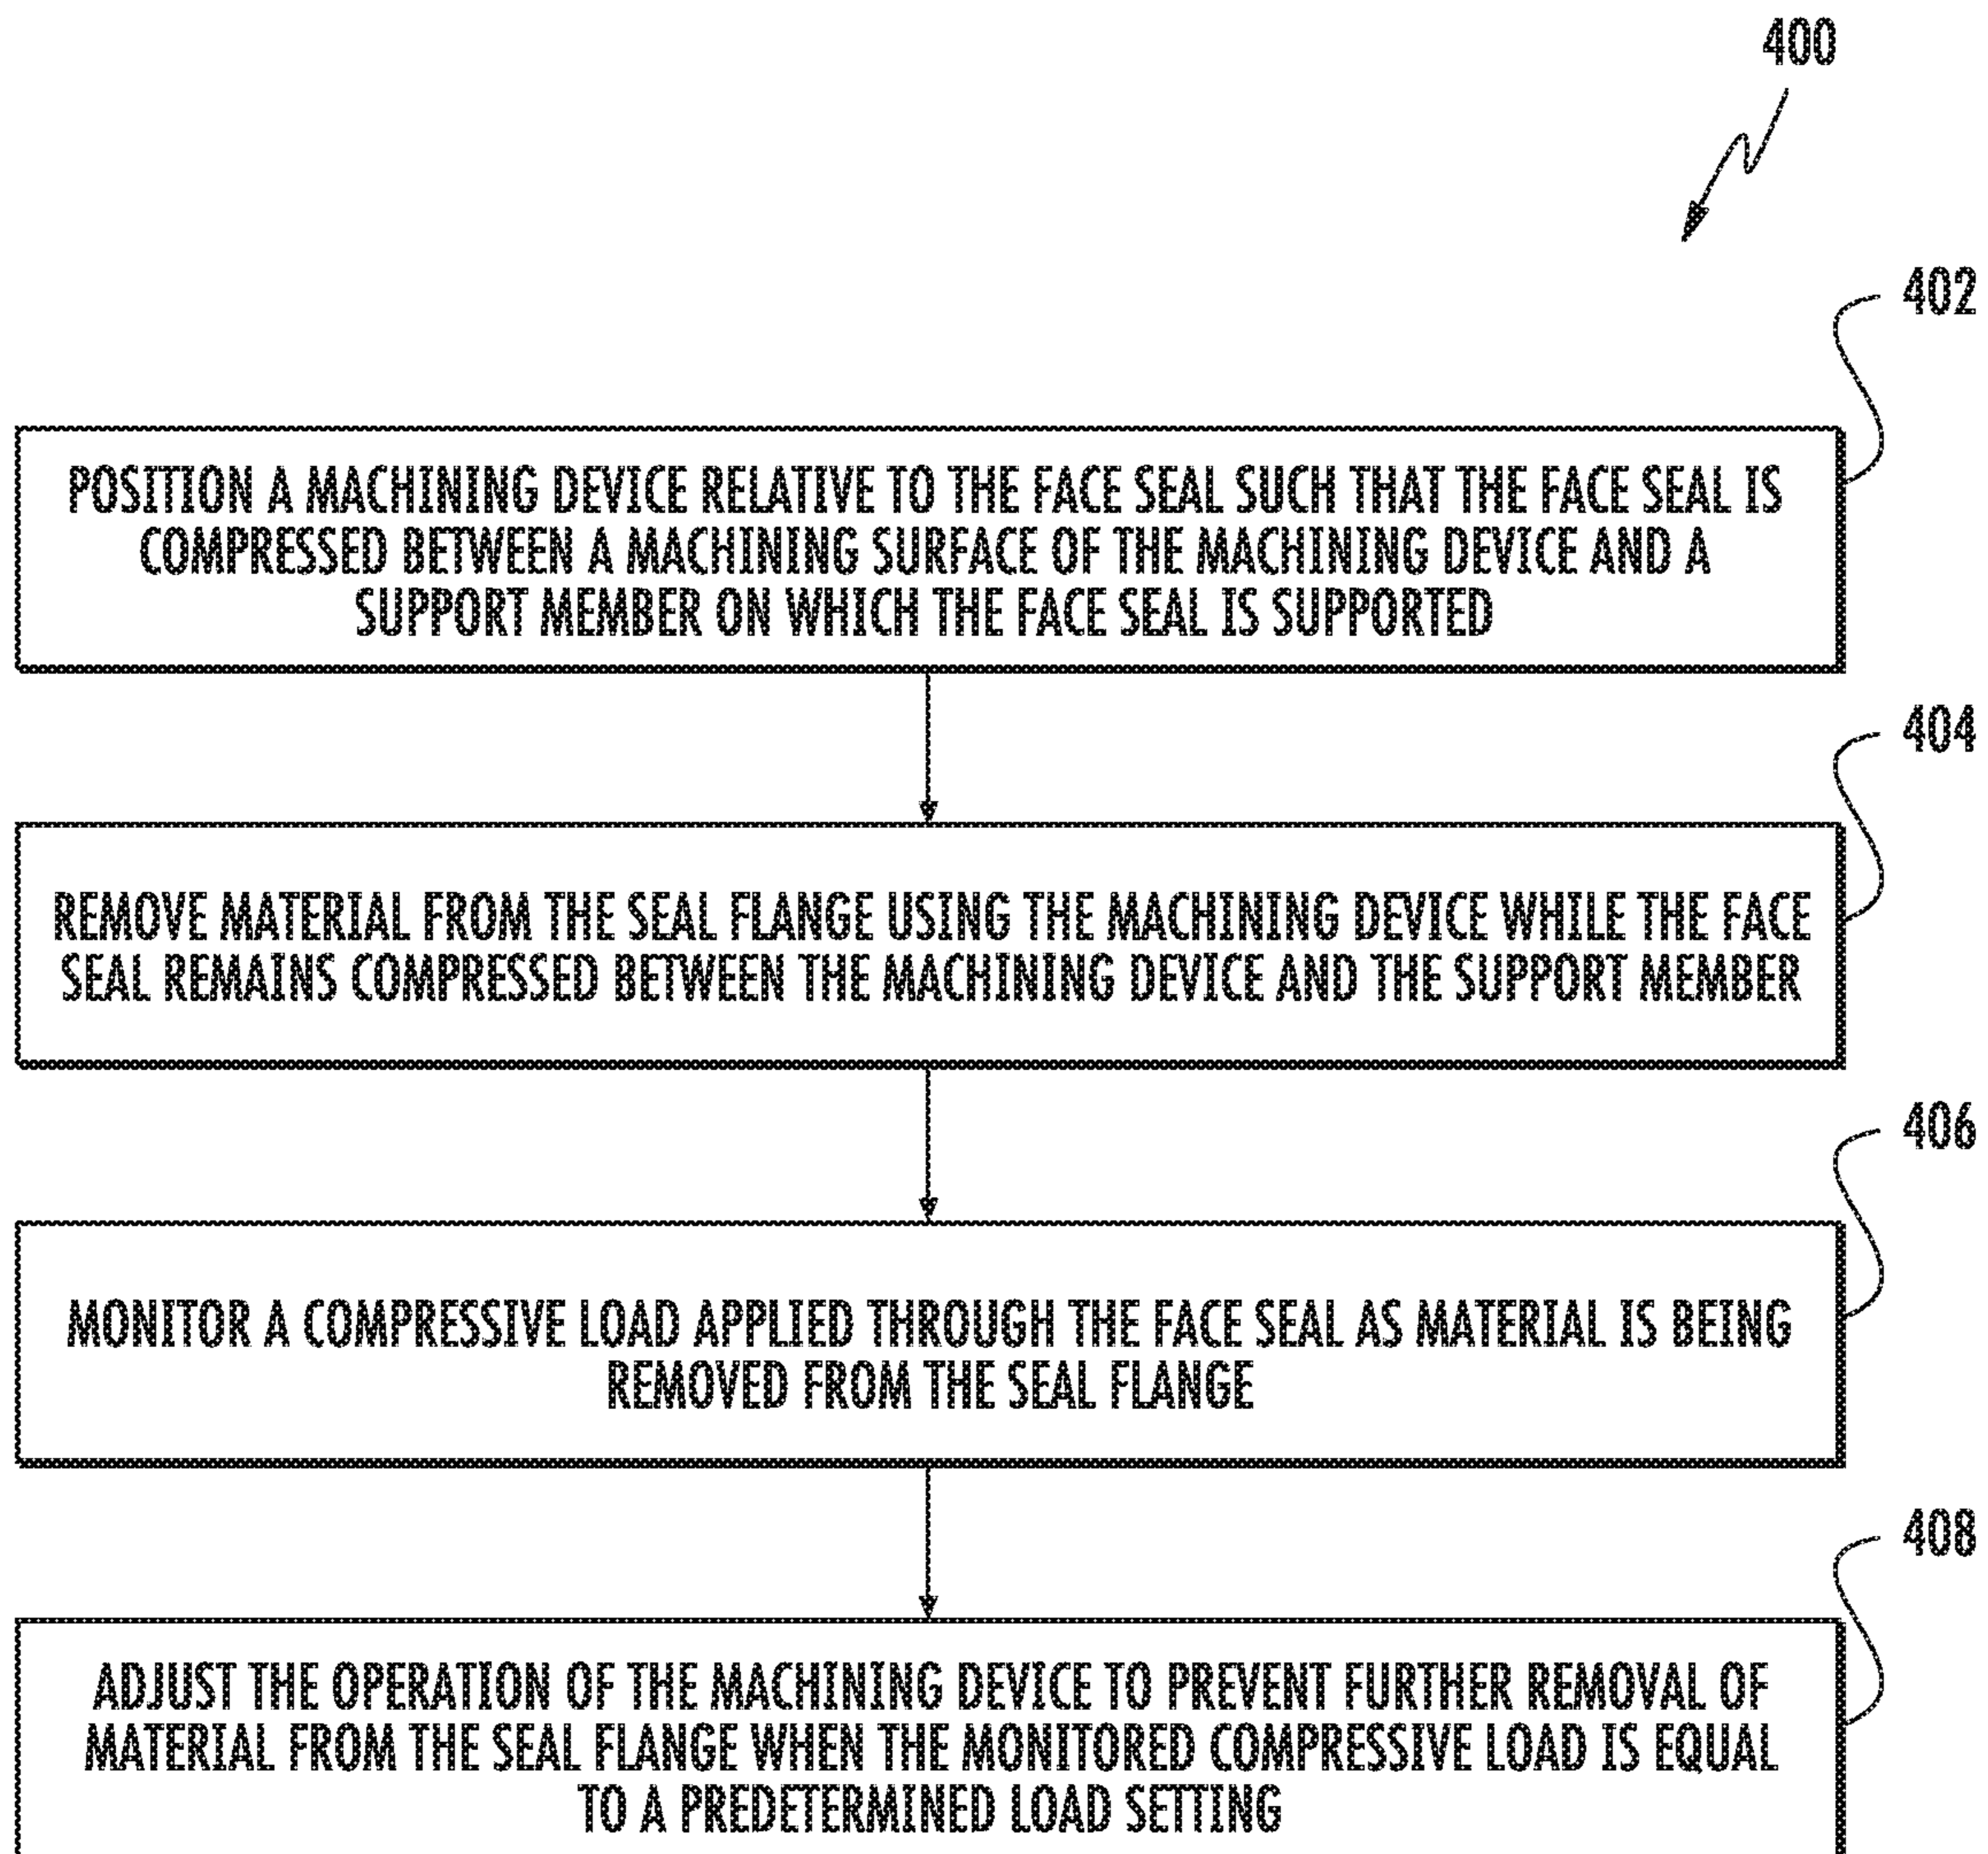 400
402
POSITION A MACHINING DEVICE RELATIVE TO THE FACE SEAL SUCH THAT THE FACE SEAL IS
COMPRESSED BETWEEN A MACHINING SURFACE OF THE MACHINING DEVICE AND A
SUPPORT MEMBER ON WHICH THE FACE SEAL IS SUPPORTED
404
REMOVE MATERIAL FROM THE SEAL FLANGE USING THE MACHINING DEVICE WHILE THE FACE
SEAL REMAINS COMPRESSED BETWEEN THE MACHINING DEVICE AND THE SUPPORT MEMBER
406
MONITOR A COMPRESSIVE LOAD APPLIED THROUGH THE FACE SEAL AS MATERIAL IS BEING
REMOVED FROM THE SEAL FLANGE
408
ADJUST THE OPERATION OF THE MACHINING DEVICE TO PREVENT FURTHER REMOVAL OF
MATERIAL FROM THE SEAL FLANGE WHEN THE MONITORED COMPRESSIVE LOAD IS EQUAL
TO A PREDETERMINED LOAD SETTING